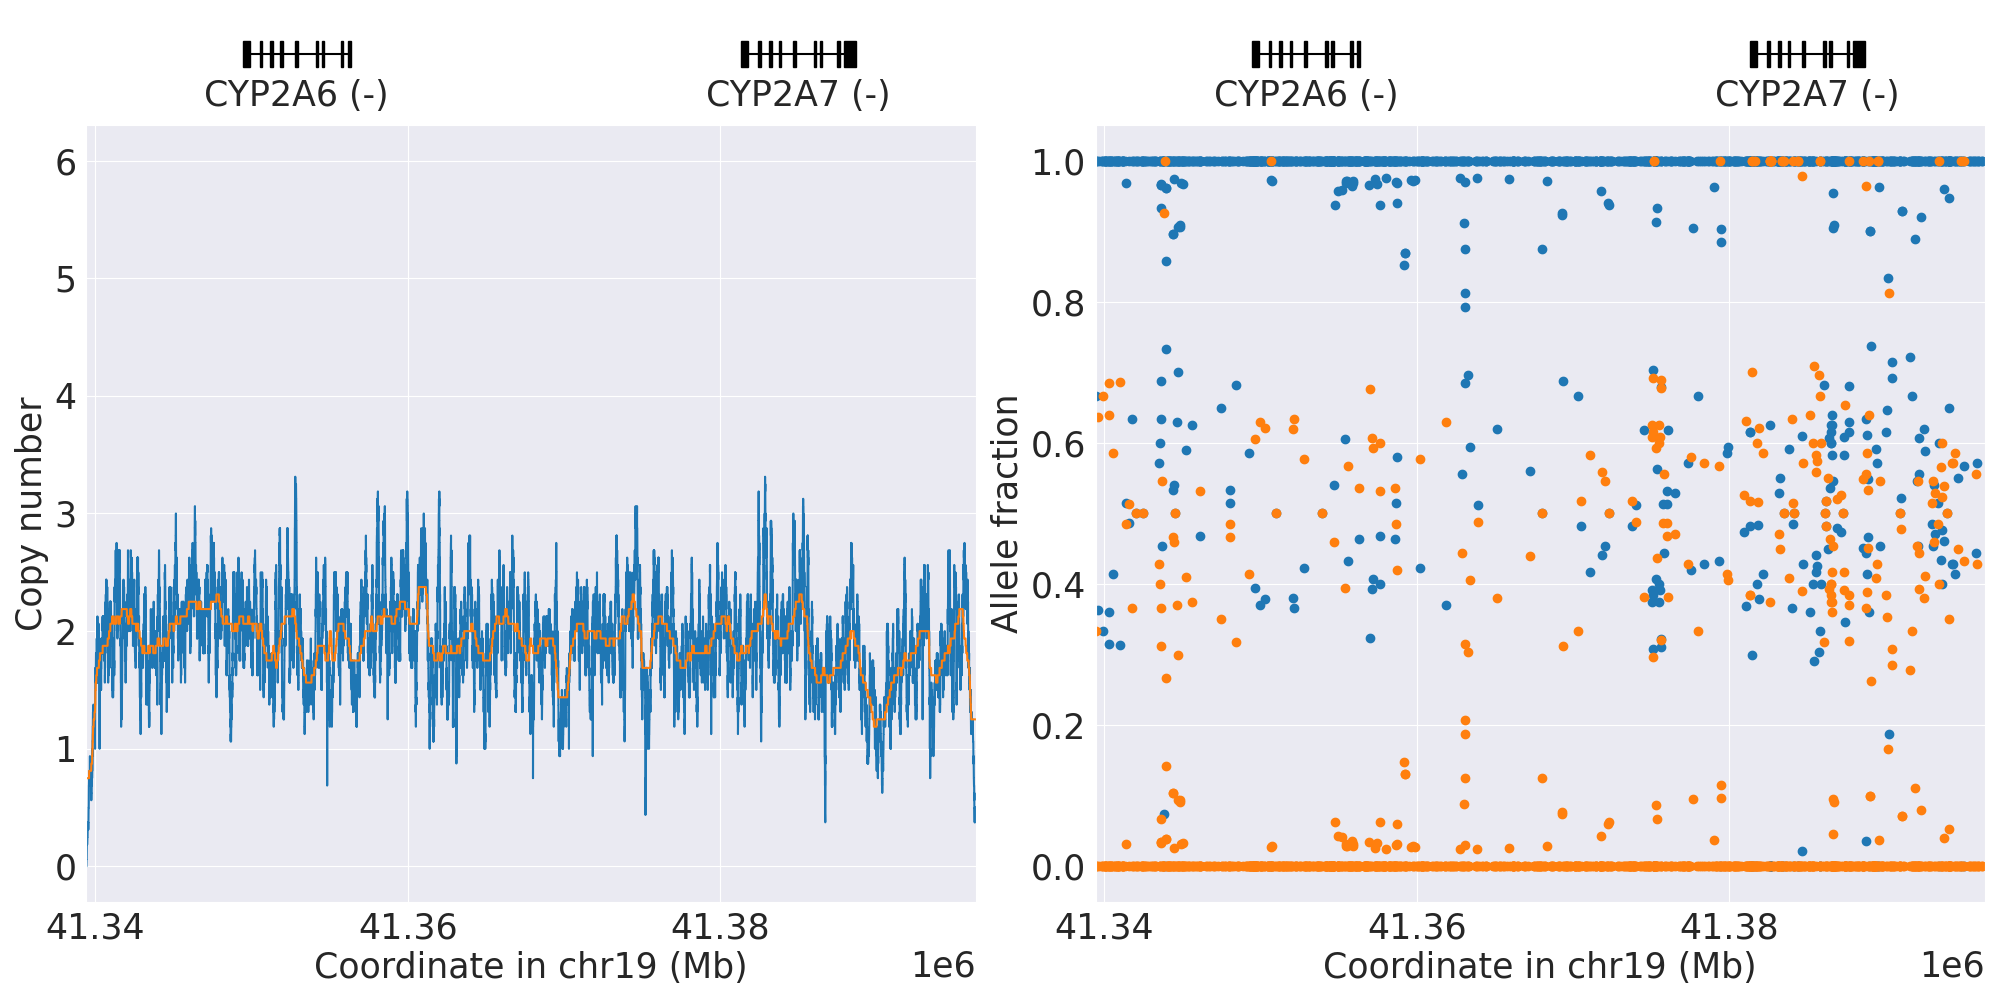 CYP2A6 (-)
CYP2A7 (-)
6
5
4
3
2
1
0
Copy number
41.34
41.36
41.38
Coordinate in chr19 (Mb)
1e6
CYP2A6 (-)
CYP2A7 (-)
1.0
0.8
0.6
0.4
0.2
0.0
Allele fraction
41.34
41.36
41.38
Coordinate in chr19 (Mb)
1e6